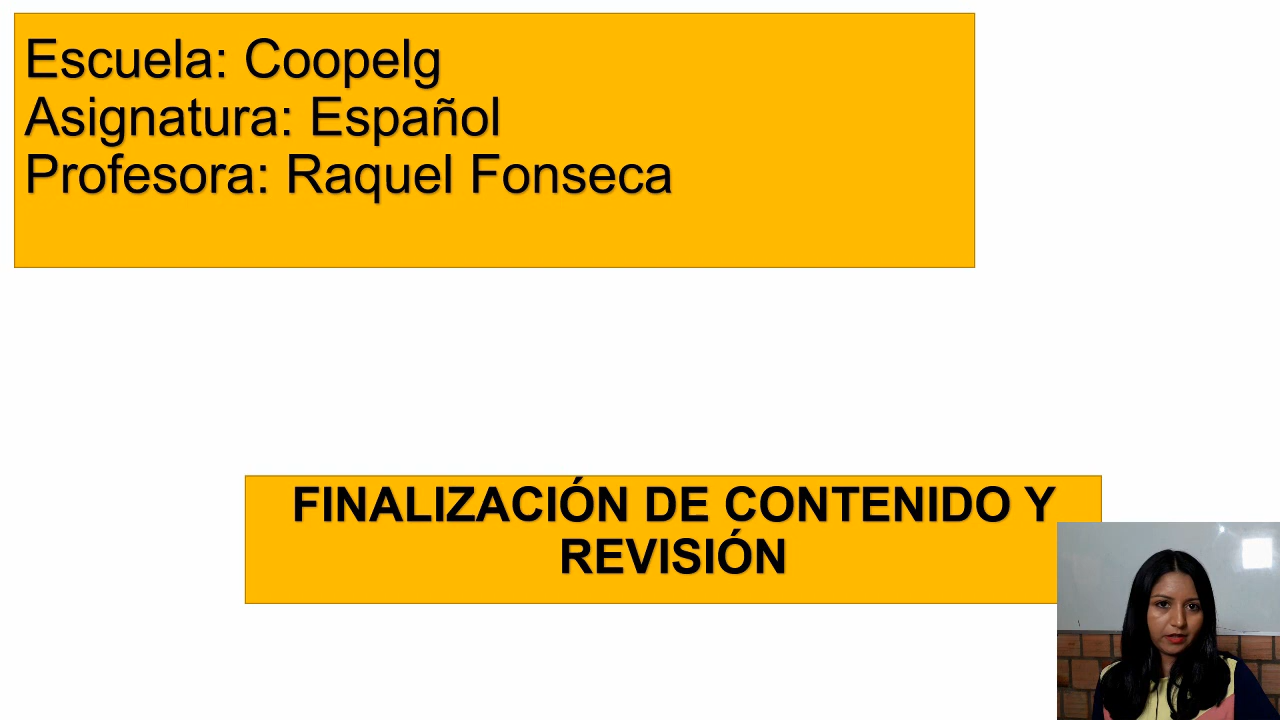 Escuela: Coopelg
Asignatura: Español
Profesora: Raquel Fonseca
FINALIZACIÓN DE CONTENIDO Y
REVISIÓN